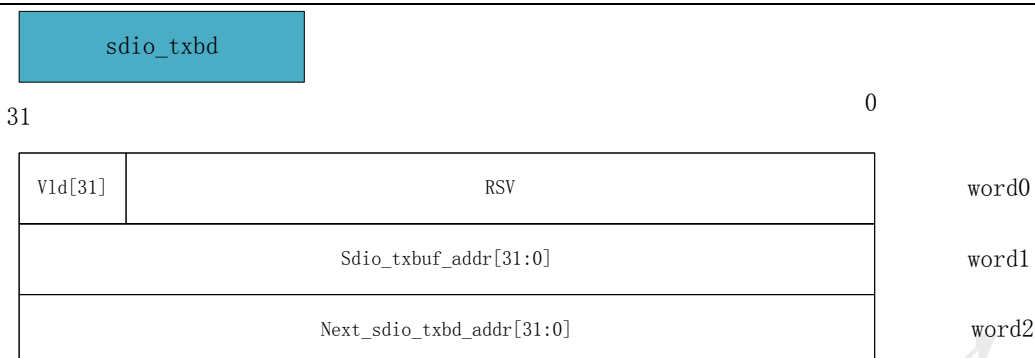 sdio_txbd
31 0
Vld[31] RSV word0
Sdio_txbuf_addr[31:0] word1
Next_sdio_txbd_addr[31:0] word2